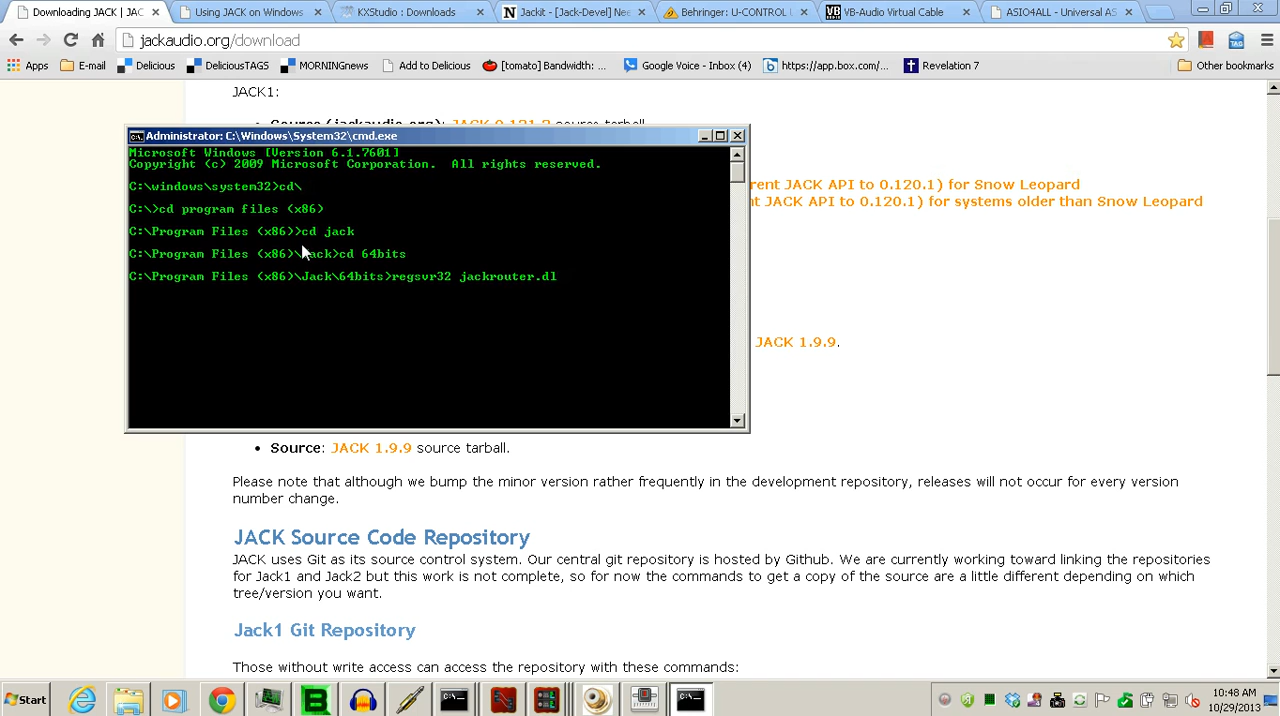 Downloading JACK | JAC
Using JACK on Windows
KXStudio : Downloads
Jackit - [Jack-Devel] Nee
Behringer: U-CONTROL U
VB-Audio Virtual Cable
ASIO4ALL - Universal AS
jackaudio.org/download
Apps
E-mail
Delicious
DeliciousTAGS
MORNINGnews
Add to Delicious
[tomato] Bandwidth: ...
Google Voice - Inbox (4)
https://app.box.com/...
Revelation 7
Other bookmarks
JACK1:
Source (jackaudio.org): JACK 0.121.3 source tarball
Administrator: C:\Windows\System32\cmd.exe
Microsoft Windows [Version 6.1.7601]
Copyright (c) 2009 Microsoft Corporation.  All rights reserved.
C:\windows\system32>cd\
C:\>cd program files (x86)
C:\Program Files (x86)>cd jack
C:\Program Files (x86)\Jack>cd 64bits
C:\Program Files (x86)\Jack\64bits>regsvr32 jackrouter.dl
rent JACK API to 0.120.1) for Snow Leopard
t JACK API to 0.120.1) for systems older than Snow Leopard
JACK 1.9.9.
• Source: JACK 1.9.9 source tarball.
Please note that although we bump the minor version rather frequently in the development repository, releases will not occur for every version
number change.
JACK Source Code Repository
JACK uses Git as its source control system. Our central git repository is hosted by Github. We are currently working toward linking the repositories
for Jack1 and Jack2 but this work is not complete, so for now the commands to get a copy of the source are a little different depending on which
tree/version you want.
Jack1 Git Repository
Those without write access can access the repository with these commands:
Start
10:48 AM
10/29/2013